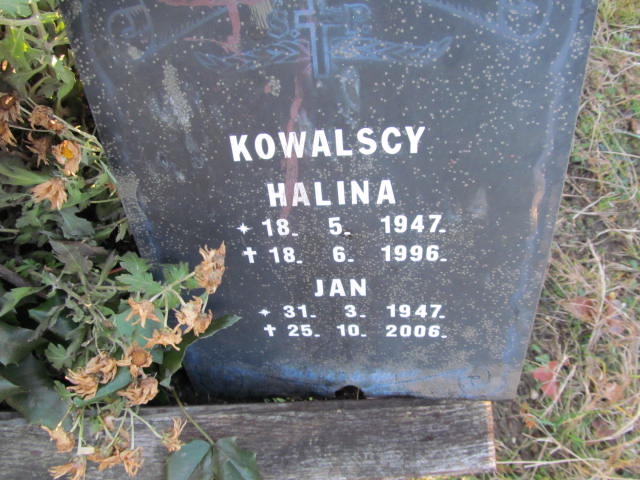 KOWALSCY
HALINA
* 18. 5. 1947.
✝ 18. 6. 1996.
JAN
* 31. 3. 1947.
✝ 25. 10. 2006.